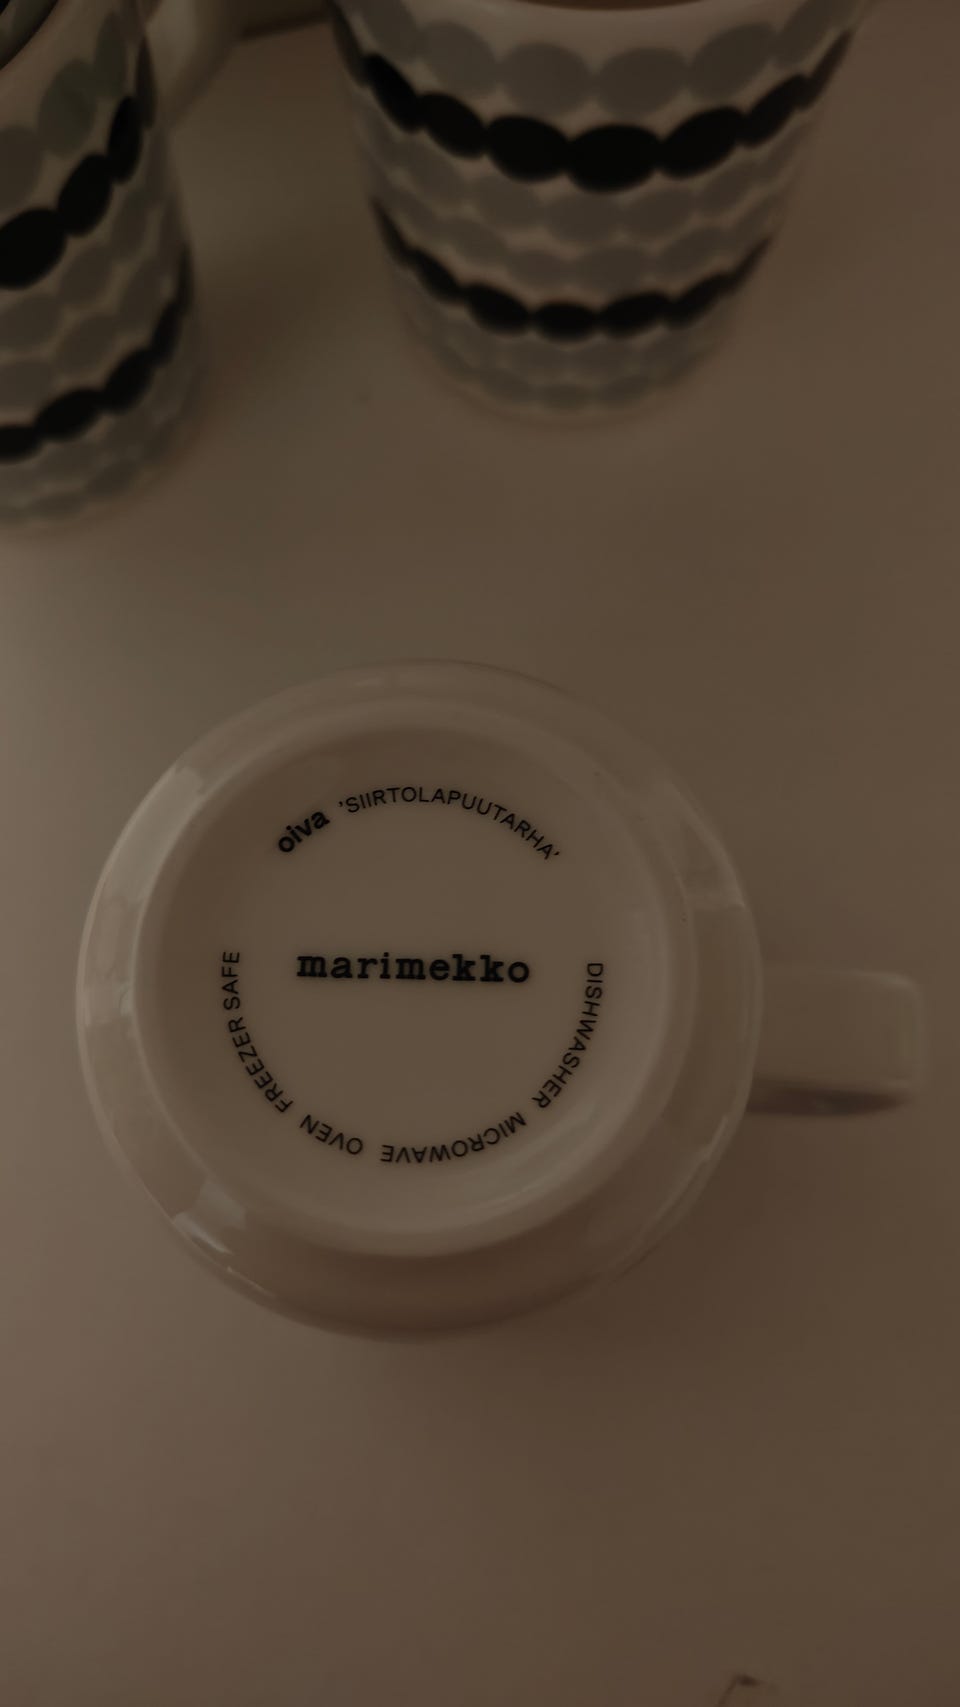 oiva 'SIIRTOLAPUUTARHA'
marimekko
DISHWASHER MICROWAVE OVEN FREEZER SAFE